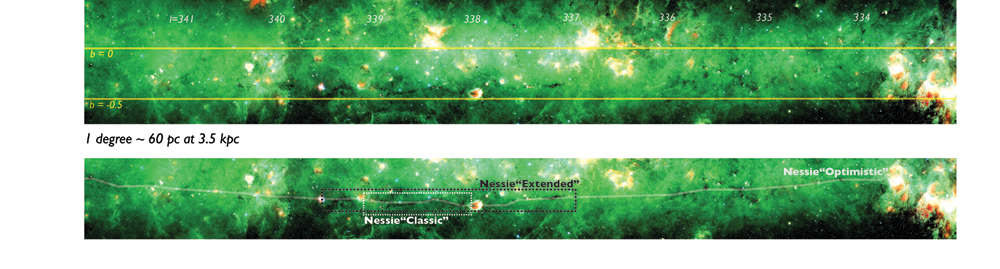 l=341 340 339 338 337 336 335 334
b = 0
b = -0.5
1 degree ~ 60 pc at 3.5 kpc
Nessie"Optimistic"
Nessie"Extended"
Nessie"Classic"